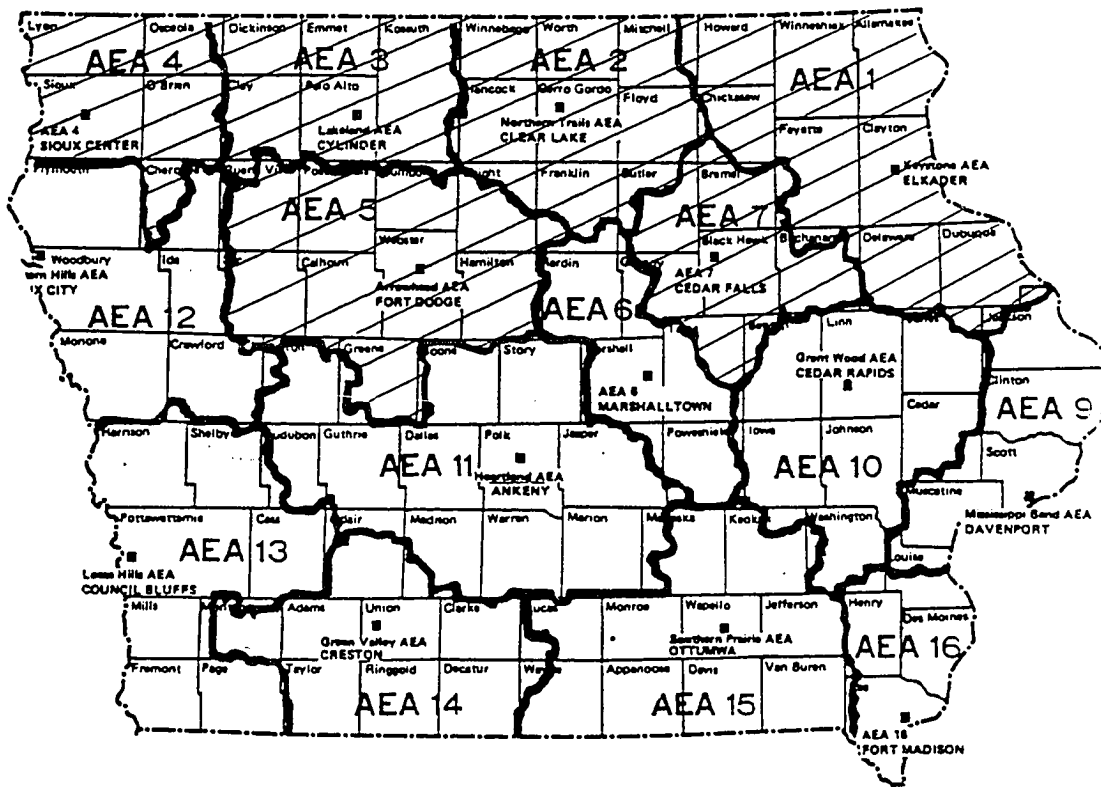 Lyon
Osceola
Dickinson
Emmet
Kossuth
Winnebago
Worth
Mitchell
Howard
Winneshiek
Allamakee
AEA 4
AEA 3
AEA 2
AEA 1
Sioux
O'Brien
Clay
Palo Alto
Hancock
Cerro Gordo
Floyd
Chickasaw
AEA 4
SIOUX CENTER
Lakeland AEA
CYLINDER
Northern Trails AEA
CLEAR LAKE
Fayette
Clayton
Keystone AEA
ELKADER
Plymouth
Franklin
Butler
Bremer
AEA 5
AEA 7
Webster
Black Hawk
Buchanan
Delaware
Dubuque
Woodbury
Ida
Calhoun
Hamilton
Hardin
Hills AEA
CITY
Arrowhead AEA
FORT DODGE
AEA 7
CEDAR FALLS
AEA 12
AEA 6
Monona
Crawford
Greene
Boone
Story
Linn
Jackson
AEA 6
MARSHALLTOWN
Grant Wood AEA
CEDAR RAPIDS
Clinton
AEA 9
Cedar
Harrison
Shelby
Audubon
Guthrie
Dallas
Polk
Jasper
Poweshiek
Iowa
Johnson
Scott
AEA 11
Heartland AEA
ANKENY
AEA 10
Muscatine
Mississippi Bend AEA
DAVENPORT
Pottawattamie
Cass
Madison
Warren
Marion
Keokuk
Washington
Louisa
AEA 13
Loess Hills AEA
COUNCIL BLUFFS
Mills
Adams
Union
Clarke
Lucas
Monroe
Wapello
Jefferson
Henry
Des Moines
Green Valley AEA
CRESTON
Southern Prairie AEA
OTTUMWA
AEA 16
Fremont
Page
Taylor
Ringgold
Decatur
Wayne
Appanoose
Davis
Van Buren
AEA 14
AEA 15
AEA 16
FORT MADISON